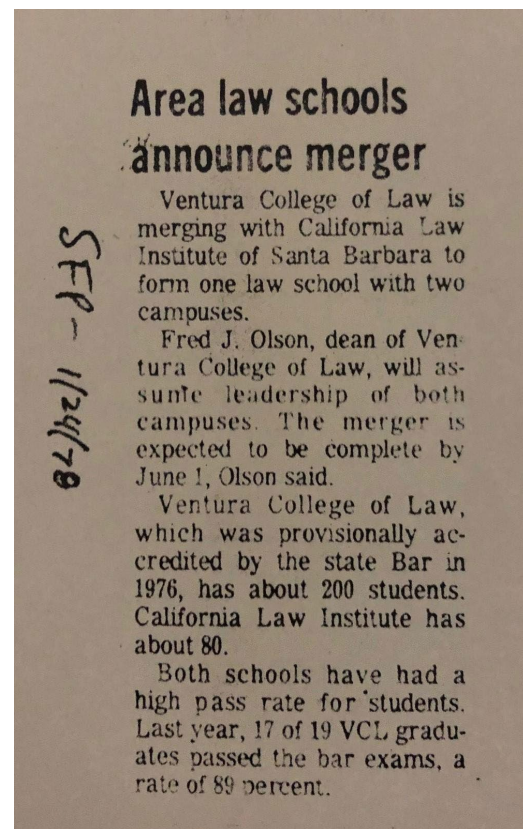 Area law schools
announce merger
Ventura College of Law is
merging with California Law
Institute of Santa Barbara to
form one law school with two
campuses.
Fred J. Olson, dean of Ven-
tura College of Law, will as-
sume leadership of both
campuses. The merger is
expected to be complete by
June 1, Olson said.
Ventura College of Law,
which was provisionally ac-
credited by the state Bar in
1976, has about 200 students.
California Law Institute has
about 80.
Both schools have had a
high pass rate for students.
Last year, 17 of 19 VCL gradu-
ates passed the bar exams, a
rate of 89 percent.
SFP - 1/24/78